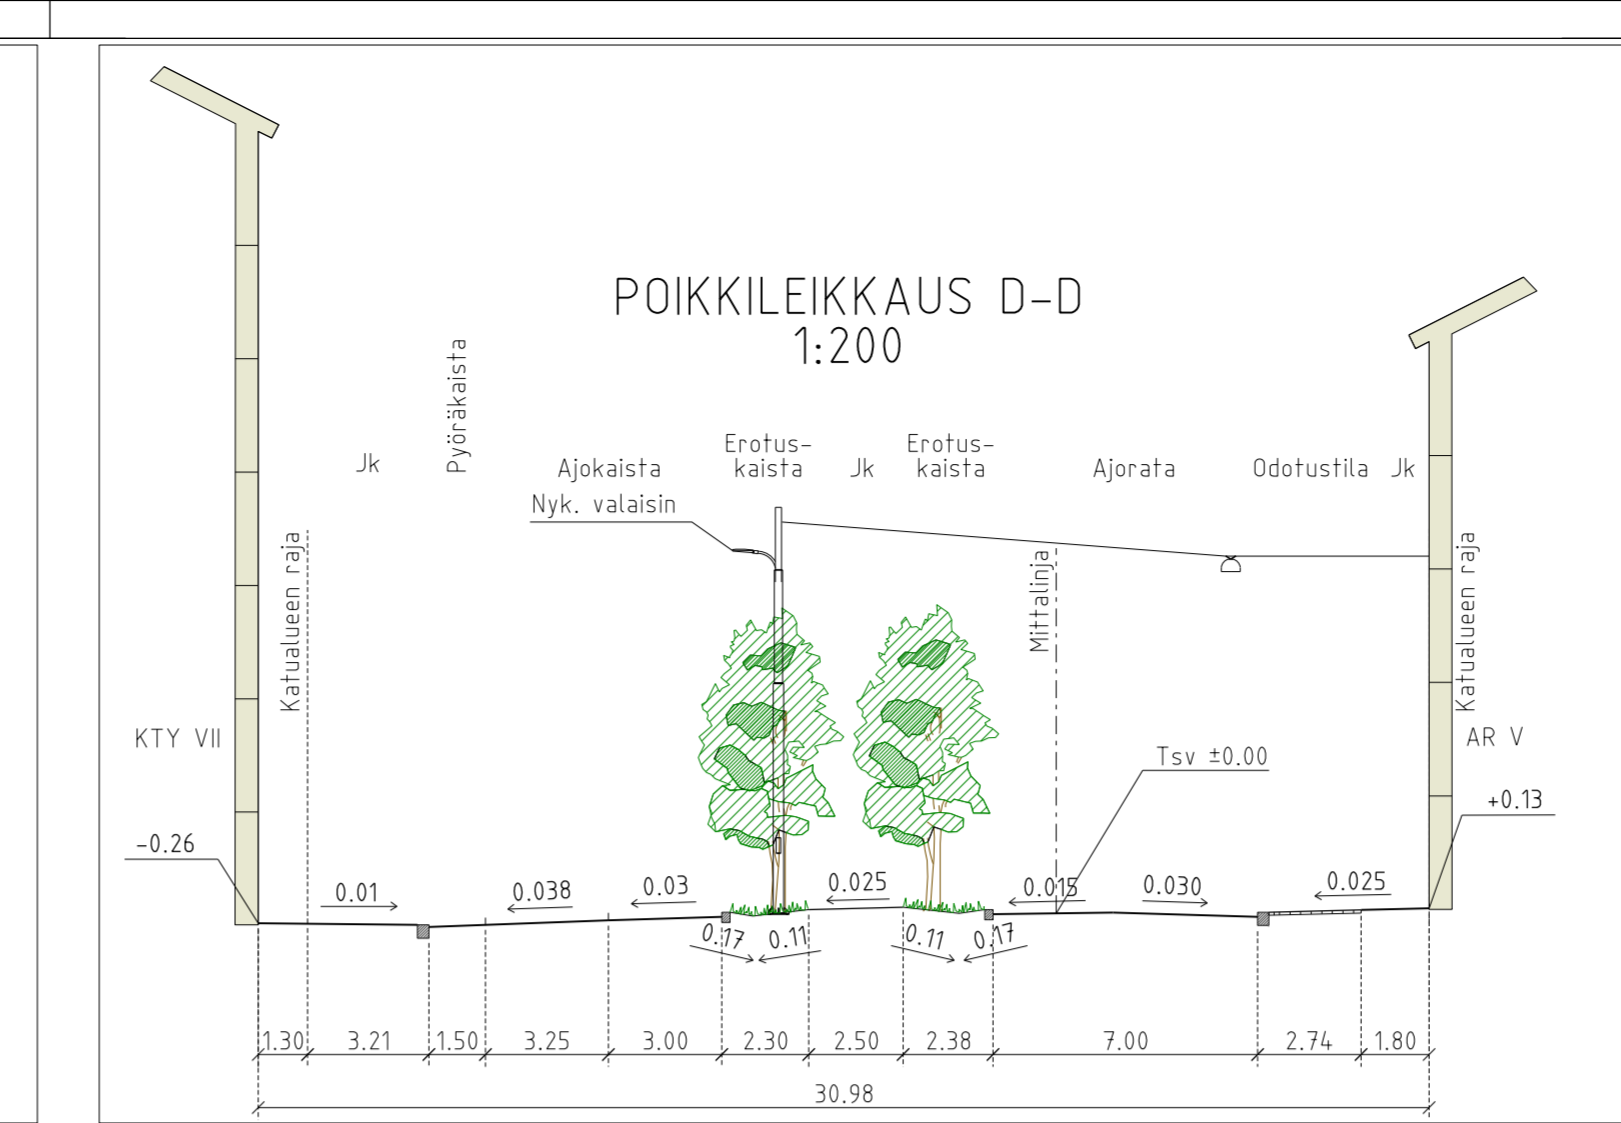 POIKKILEIKKAUS D-D
1:200
Jk
Pyöräkaista
Ajokaista
Erotus-
kaista
Jk
Erotus-
kaista
Ajorata
Odotustila
Jk
Nyk. valaisin
Katualueen raja
Mittalinja
Katualueen raja
KTY VII
AR V
Tsv ±0.00
-0.26
+0.13
0.01
0.038
0.03
0.025
0.015
0.030
0.025
0.17
0.11
0.11
0.17
1.30
3.21
1.50
3.25
3.00
2.30
2.50
2.38
7.00
2.74
1.80
30.98